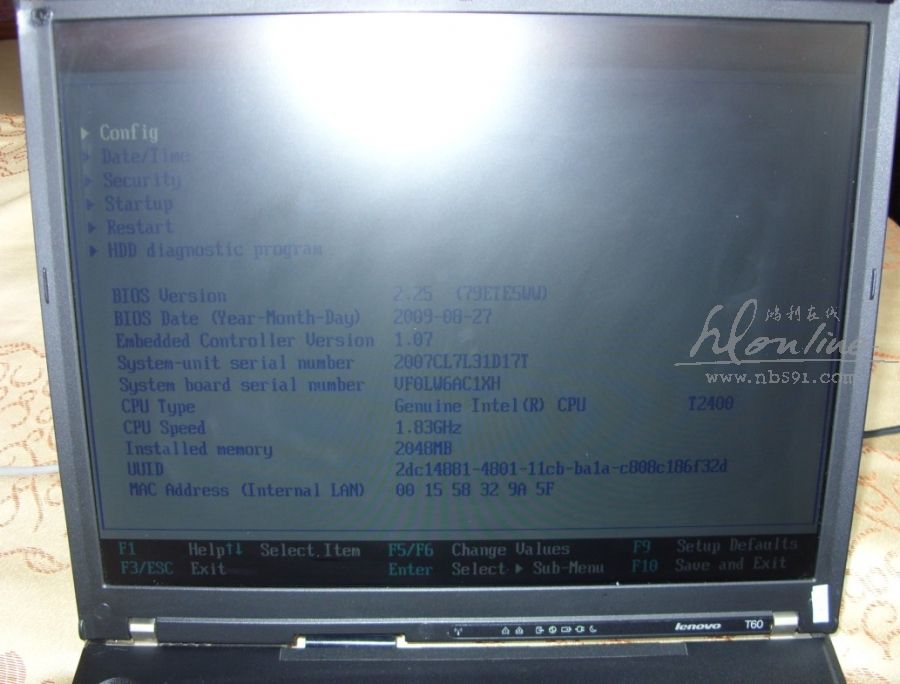 Config
Date/Time
Security
Startup
Restart
HDD diagnostic program
BIOS Version 2.25 (79ETE5WW)
BIOS Date (Year-Month-Day) 2009-08-27
Embedded Controller Version 1.07
System-unit serial number 2007CL7L31D17T
System board serial number VF0LW6AC1XH
CPU Type Genuine Intel(R) CPU T2400
CPU Speed 1.83GHz
Installed memory 2048MB
UUID 2dc14881-4801-11cb-ba1a-c808c186f32d
MAC Address (Internal LAN) 00 15 58 32 9A 5F
F1 Help↑↓ Select Item F5/F6 Change Values F9 Setup Defaults
F3/ESC Exit Enter Select ▶ Sub-Menu F10 Save and Exit
lenovo T60
鸿利在线
hlonline
www.nbs91.com